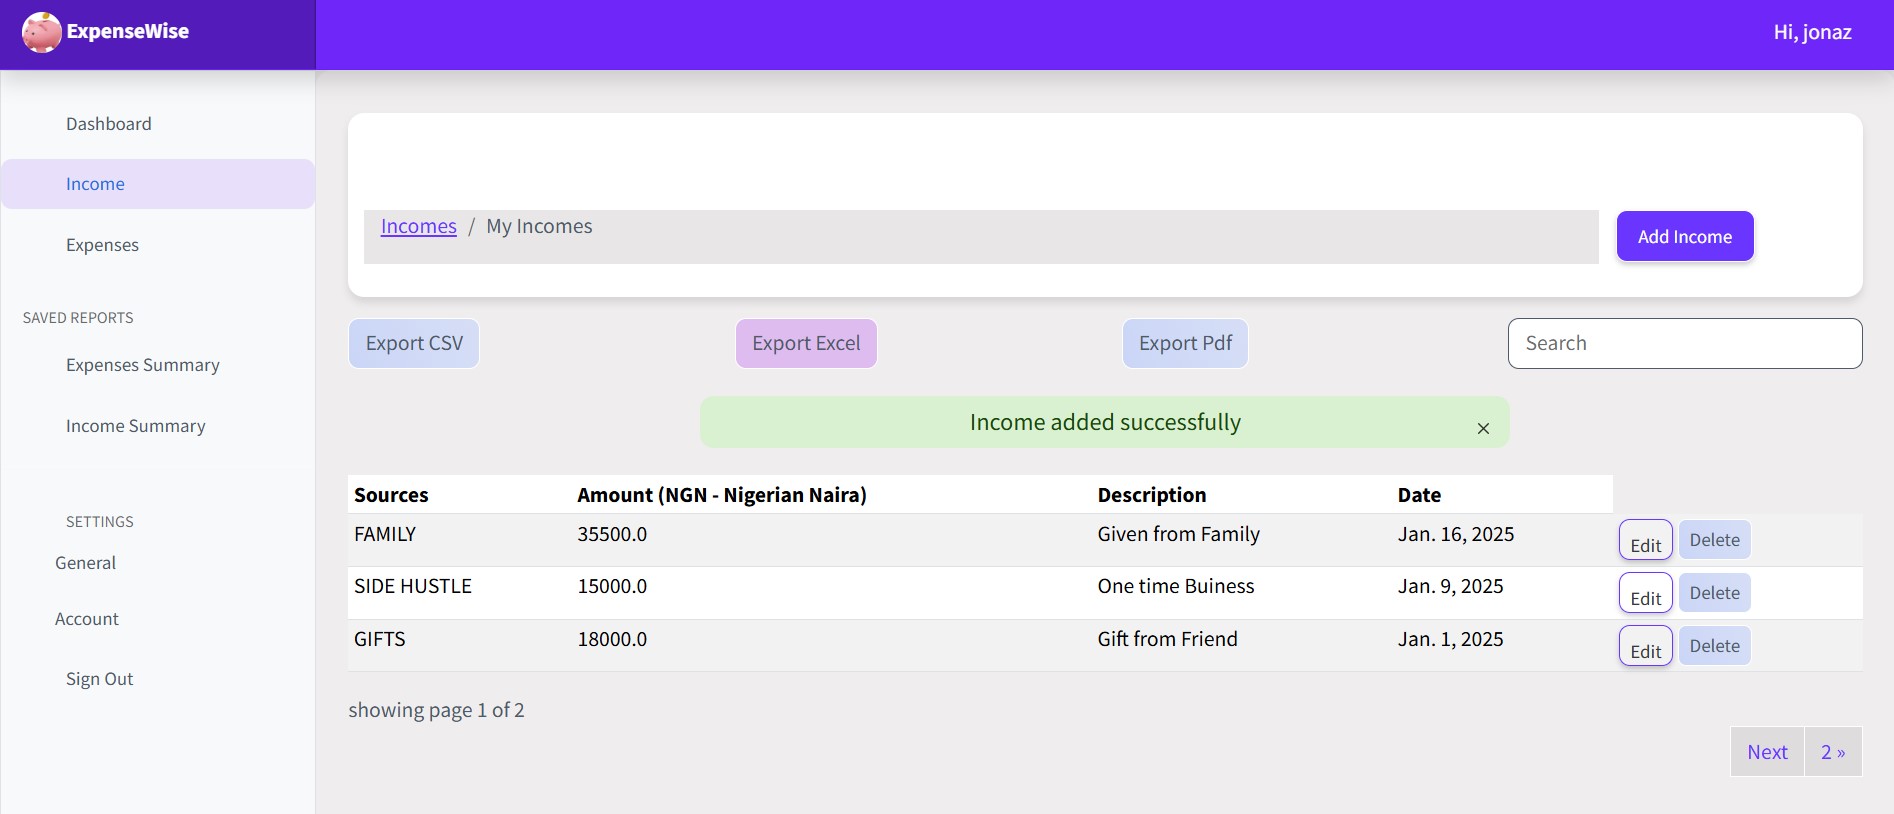 ExpenseWise
Hi, jonaz
Dashboard
Income
Expenses
SAVED REPORTS
Expenses Summary
Income Summary
SETTINGS
General
Account
Sign Out
Incomes / My Incomes
Add Income
Export CSV
Export Excel
Export Pdf
Search
Income added successfully ×
Sources Amount (NGN - Nigerian Naira) Description Date
FAMILY 35500.0 Given from Family Jan. 16, 2025 Edit Delete
SIDE HUSTLE 15000.0 One time Buiness Jan. 9, 2025 Edit Delete
GIFTS 18000.0 Gift from Friend Jan. 1, 2025 Edit Delete
showing page 1 of 2
Next 2 »